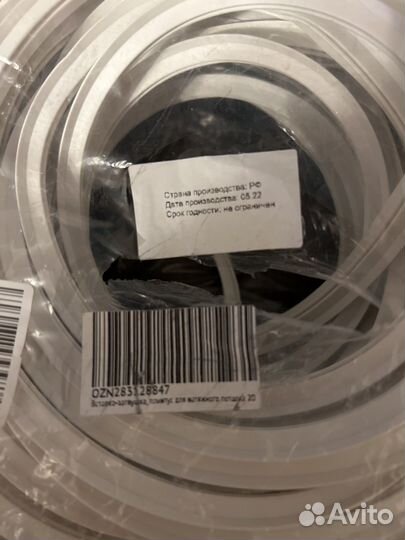 Страна производства: РФ
Дата производства: 05.22
Срок годности: не ограничен
OZN283128847
Вставка-заглушка, плинтус для натяжного потолка 20
Avito